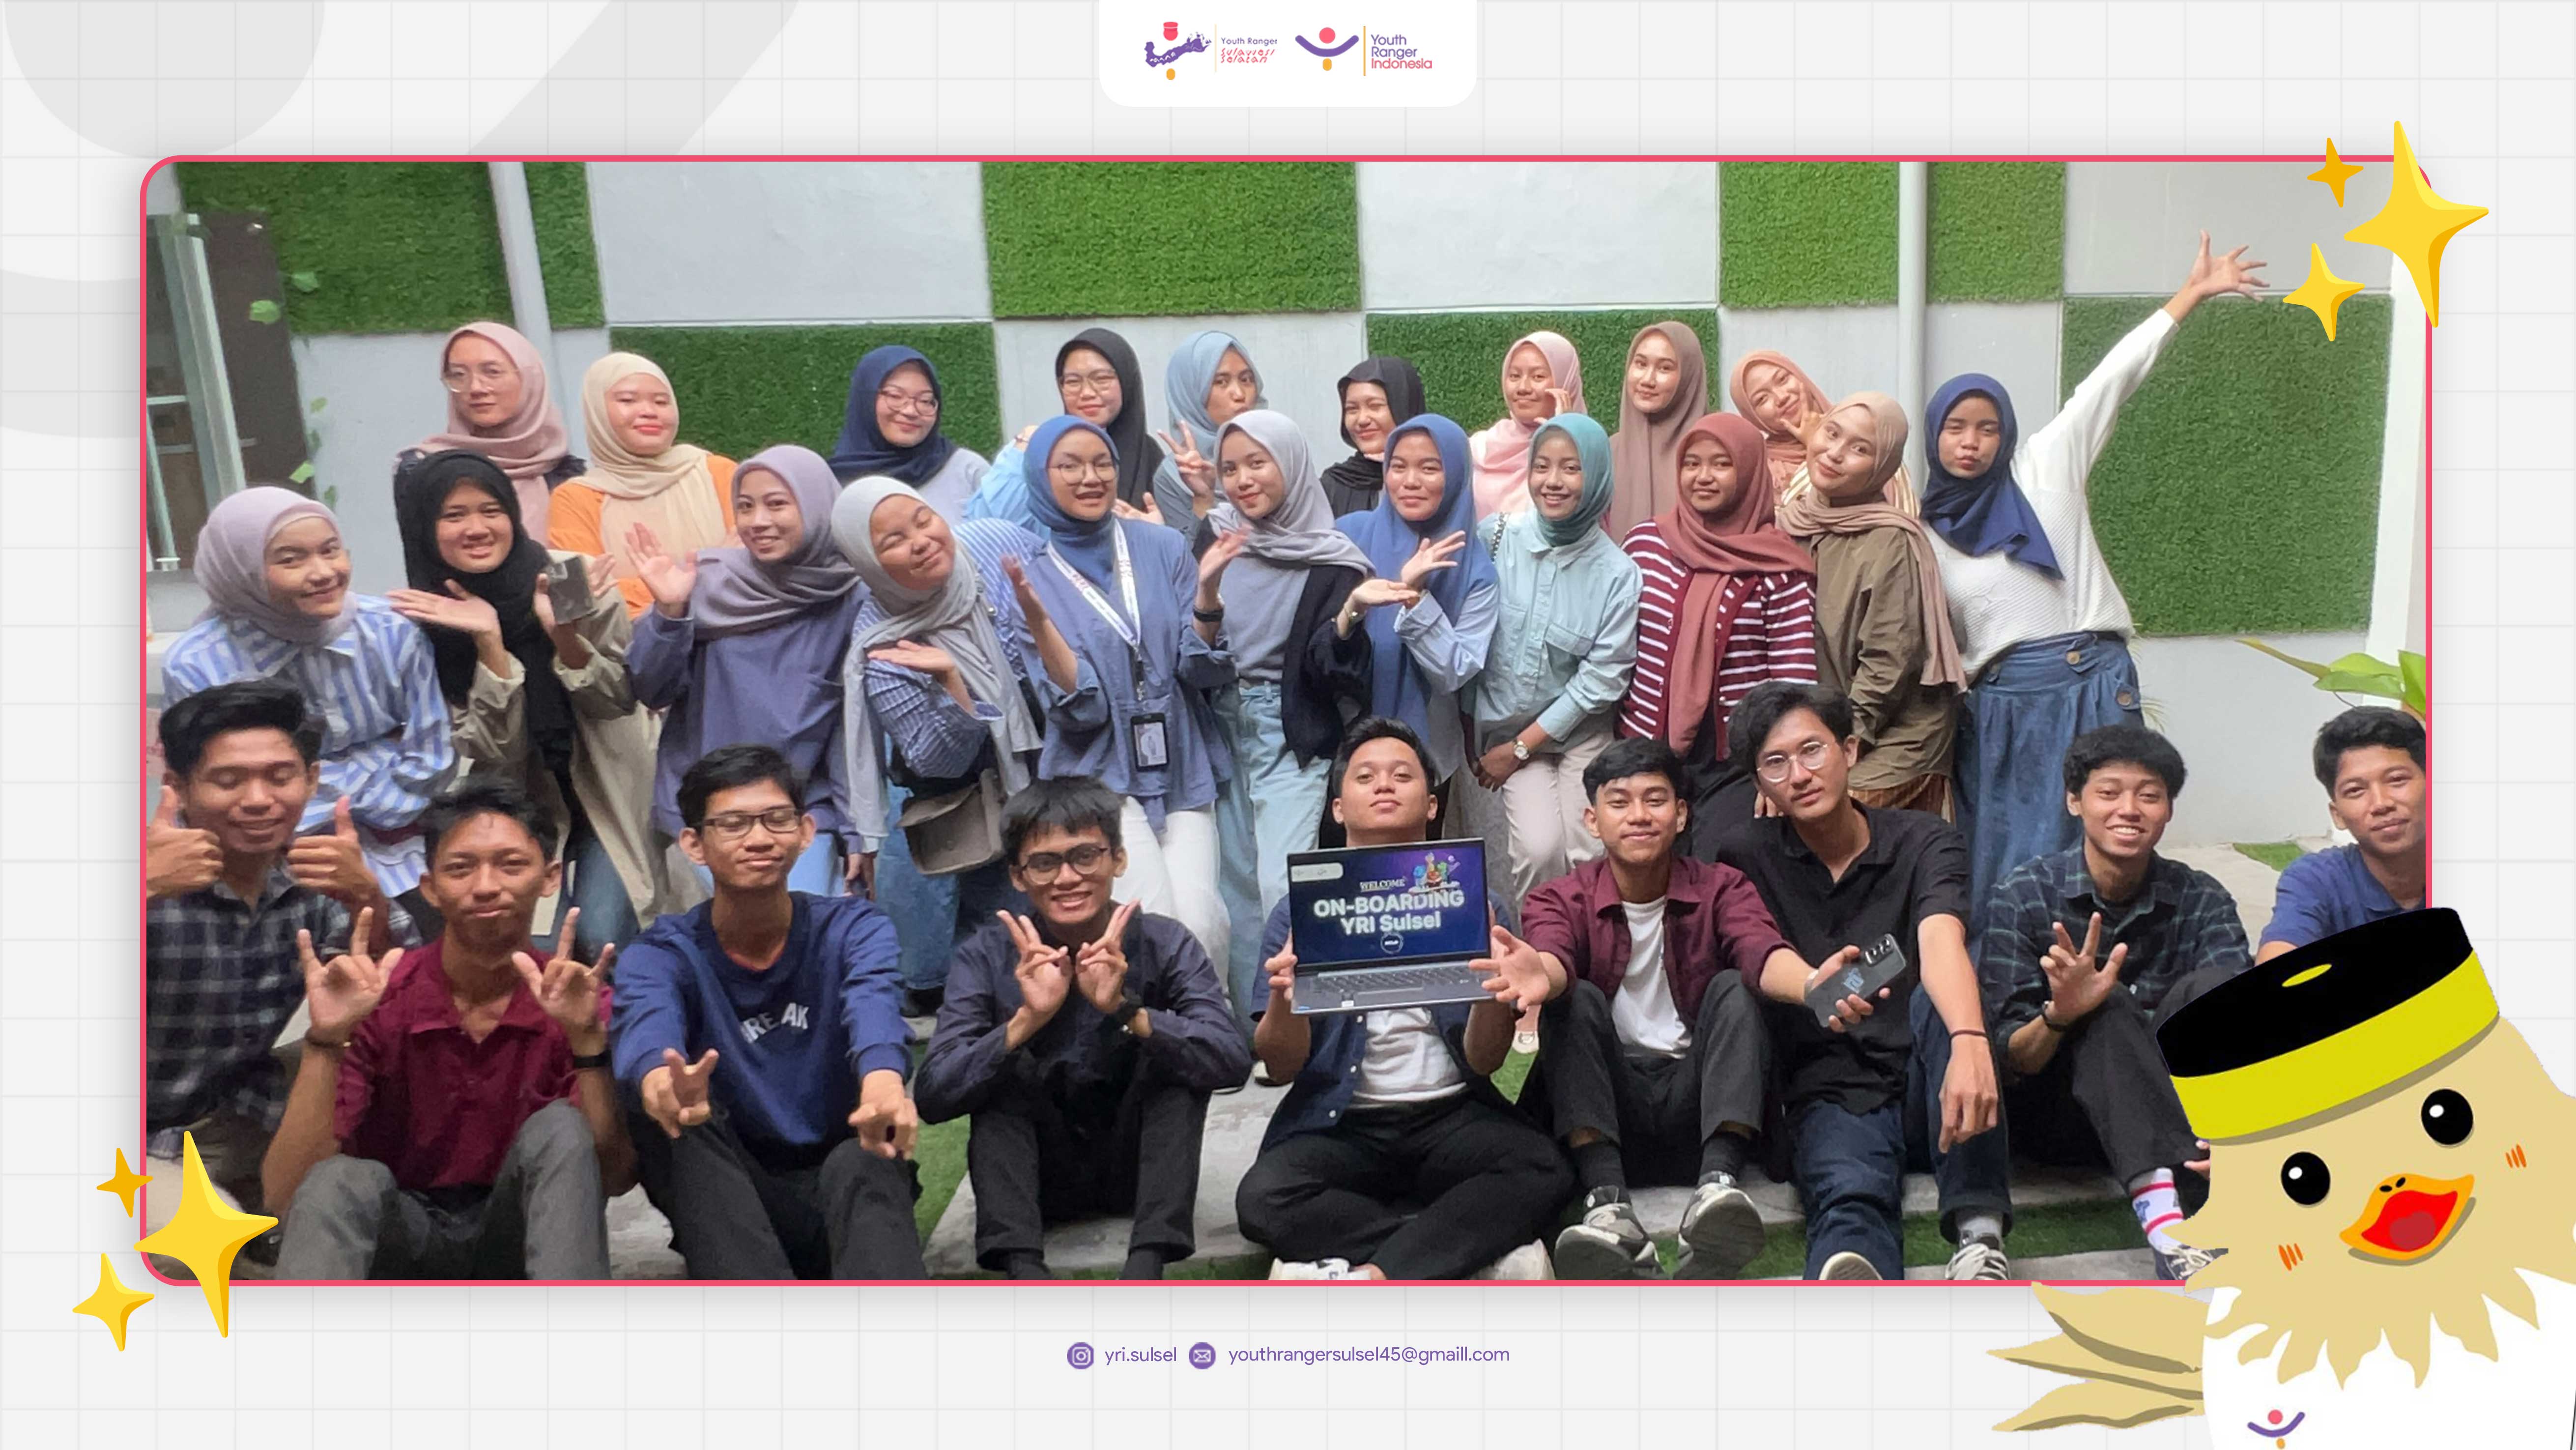 Youth Ranger
Sulawesi
Selatan
Youth
Ranger
Indonesia
WELCOME
ON-BOARDING
YRI Sulsel
yri.sulsel
youthrangersulsel45@gmaill.com